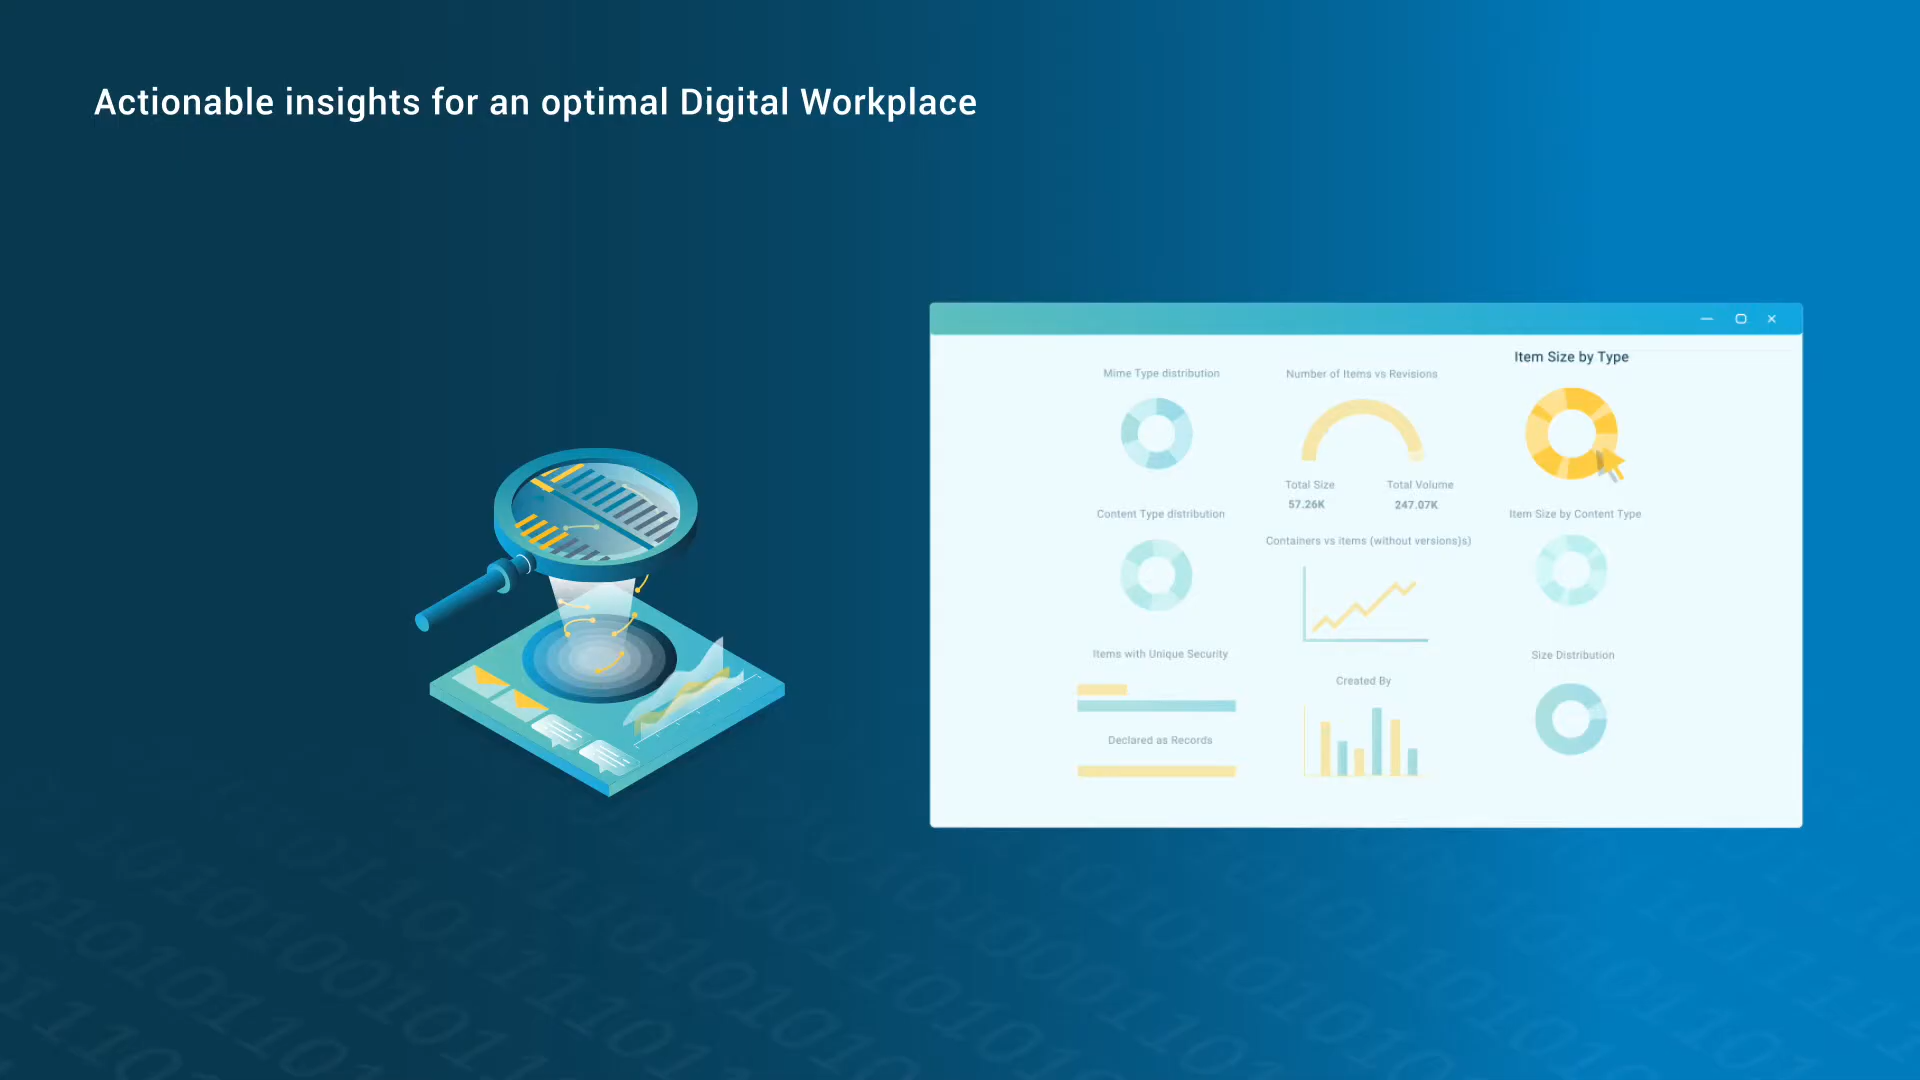 Actionable insights for an optimal Digital Workplace
Mime Type distribution
Content Type distribution
Items with Unique Security
Declared as Records
Number of Items vs Revisions
Total Size
Total Volume
57.26K
247.07K
Containers vs items (without versions)s)
Created By
Item Size by Type
Item Size by Content Type
Size Distribution